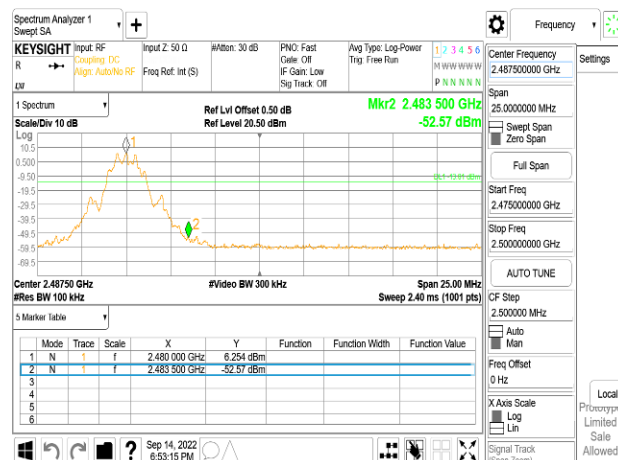 Spectrum Analyzer 1
Swept SA
+
Frequency
KEYSIGHT
R
Input: RF
Coupling: DC
Align: Auto/No RF
Input Z: 50 Ω
Freq Ref: Int (S)
#Atten: 30 dB
PNO: Fast
Gate: Off
IF Gain: Low
Sig Track: Off
Avg Type: Log-Power
Trig: Free Run
1 2 3 4 5 6
M W W W W W
P N N N N N
1 Spectrum
Scale/Div 10 dB
Ref Lvl Offset 0.50 dB
Ref Level 20.50 dBm
Mkr2 2.483 500 GHz
-52.57 dBm
Log
10.5
0.500
-9.50
-19.5
-29.5
-39.5
-49.5
-59.5
-69.5
1
2
Center 2.48750 GHz
#Res BW 100 kHz
#Video BW 300 kHz
Span 25.00 MHz
Sweep 2.40 ms (1001 pts)
5 Marker Table
Mode Trace Scale X Y Function Function Width Function Value
1 N 1 f 2.480 000 GHz 6.254 dBm
2 N 1 f 2.483 500 GHz -52.57 dBm
3
4
5
6
?
Sep 14, 2022
6:53:15 PM
Center Frequency
2.487500000 GHz
Span
25.0000000 MHz
Swept Span
Zero Span
Full Span
Start Freq
2.475000000 GHz
Stop Freq
2.500000000 GHz
AUTO TUNE
CF Step
2.500000 MHz
Auto
Man
Freq Offset
0 Hz
X Axis Scale
Log
Lin
Signal Track
(Span Zoom)
Settings
Local
Prototype
Limited
Sale
Allowed